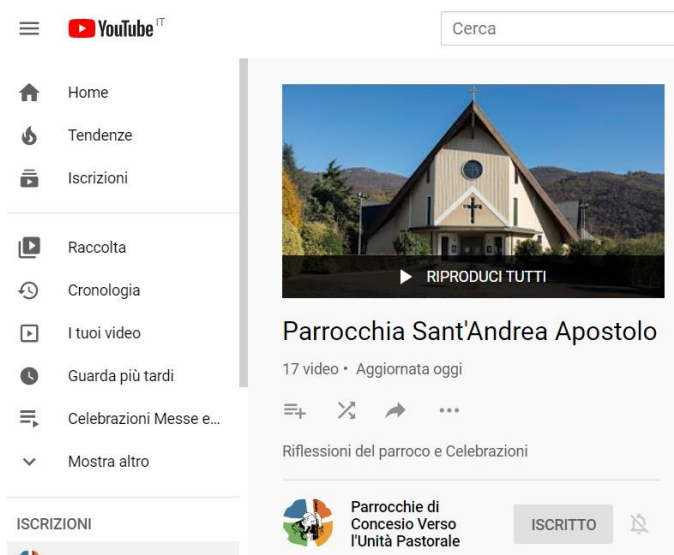 YouTube IT
Cerca
Home
Tendenze
Iscrizioni
Raccolta
Cronologia
I tuoi video
Guarda più tardi
Celebrazioni Messe e...
Mostra altro
ISCRIZIONI
RIPRODUCI TUTTI
Parrocchia Sant'Andrea Apostolo
17 video • Aggiornata oggi
Riflessioni del parroco e Celebrazioni
Parrocchie di
Concesio Verso
l'Unità Pastorale
ISCRITTO